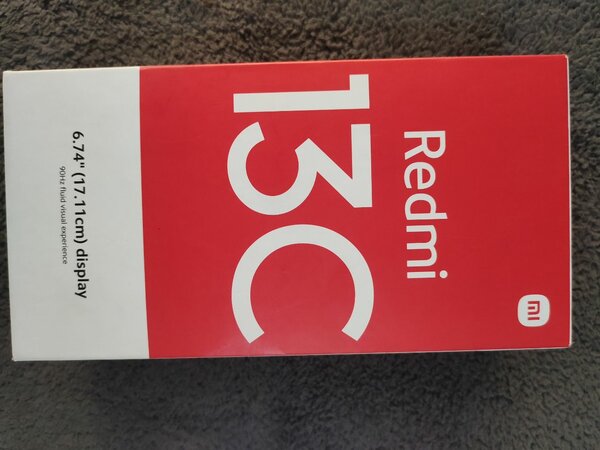 mi
Redmi
13C
6.74" (17.11cm) display
90Hz fluid visual experience